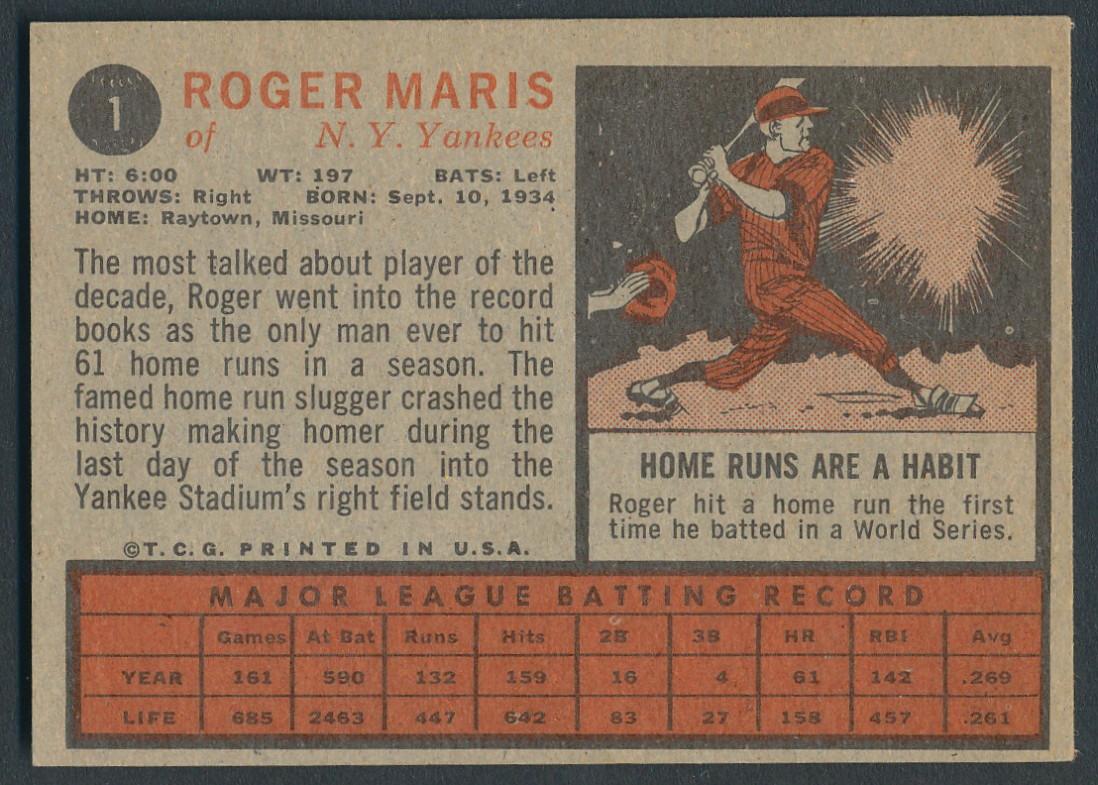 1
ROGER MARIS
of N. Y. Yankees
HT: 6:00 WT: 197 BATS: Left
THROWS: Right BORN: Sept. 10, 1934
HOME: Raytown, Missouri
The most talked about player of the
decade, Roger went into the record
books as the only man ever to hit
61 home runs in a season. The
famed home run slugger crashed the
history making homer during the
last day of the season into the
Yankee Stadium's right field stands.
©T.C.G. PRINTED IN U.S.A.
HOME RUNS ARE A HABIT
Roger hit a home run the first
time he batted in a World Series.
MAJOR LEAGUE BATTING RECORD
Games At Bat Runs Hits 2B 3B HR RBI Avg
YEAR 161 590 132 159 16 4 61 142 .269
LIFE 685 2463 447 642 83 27 158 457 .261